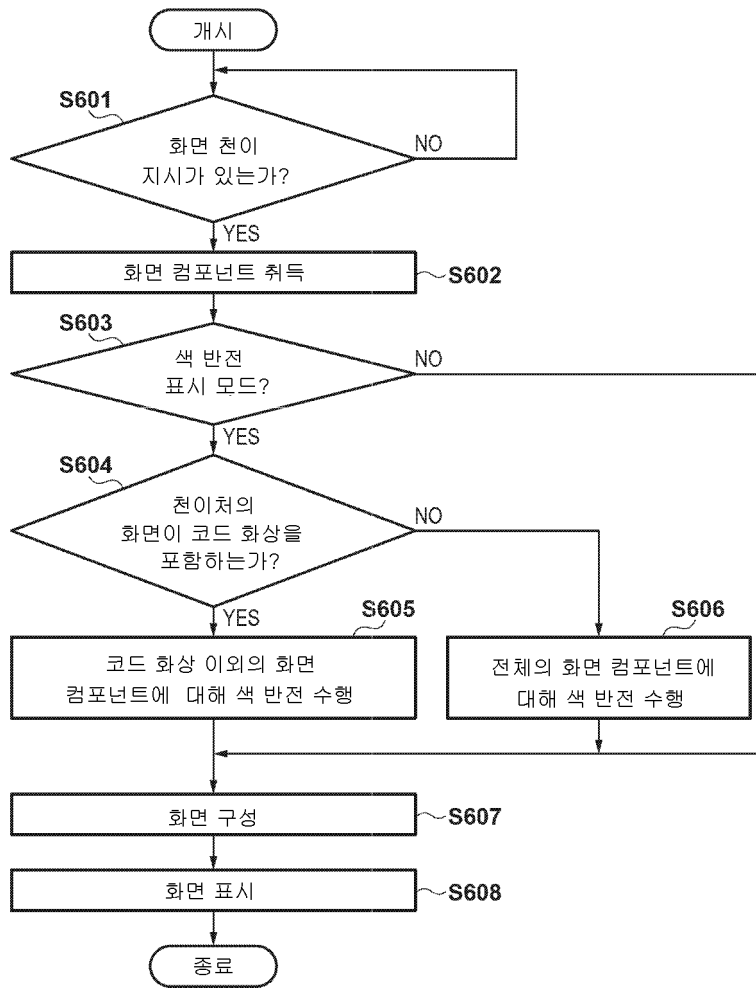 개시
S601
화면 천이
지시가 있는가?
NO
YES
화면 컴포넌트 취득
S602
S603
색 반전
표시 모드?
NO
YES
S604
천이처의
화면이 코드 화상을
포함하는가?
NO
YES
S605
코드 화상 이외의 화면
컴포넌트에 대해 색 반전 수행
S606
전체의 화면 컴포넌트에
대해 색 반전 수행
화면 구성
S607
화면 표시
S608
종료